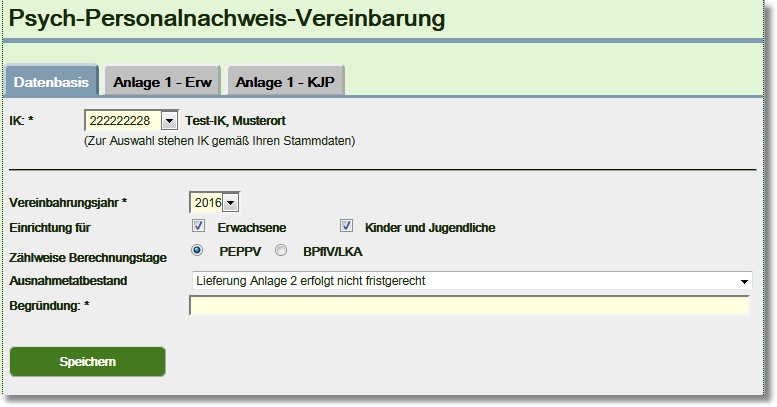 Psych-Personalnachweis-Vereinbarung
Datenbasis Anlage 1 - Erw Anlage 1 - KJP
IK: * 222222228 Test-IK, Musterort
(Zur Auswahl stehen IK gemäß Ihren Stammdaten)
Vereinbahrungsjahr * 2016
Einrichtung für Erwachsene Kinder und Jugendliche
Zählweise Berechnungstage PEPPV BPflV/LKA
Ausnahmetatbestand Lieferung Anlage 2 erfolgt nicht fristgerecht
Begründung: *
Speichern